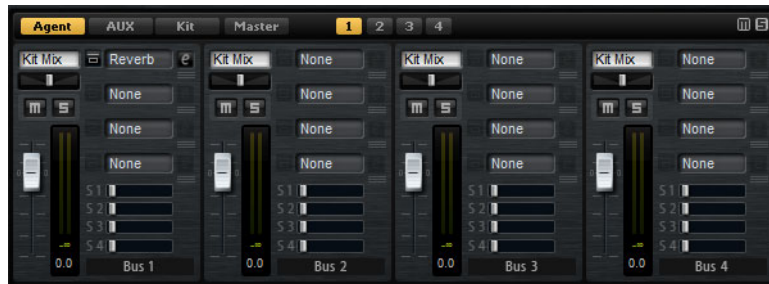 Agent AUX Kit Master 1 2 3 4 m S
Kit Mix Reverb e Kit Mix None Kit Mix None Kit Mix None
None None None None
m S m S m S m S
None None None None
None None None None
S1 S1 S1 S1
S2 S2 S2 S2
S3 S3 S3 S3
-∞ S4 -∞ S4 -∞ S4 -∞ S4
0.0 Bus 1 0.0 Bus 2 0.0 Bus 3 0.0 Bus 4